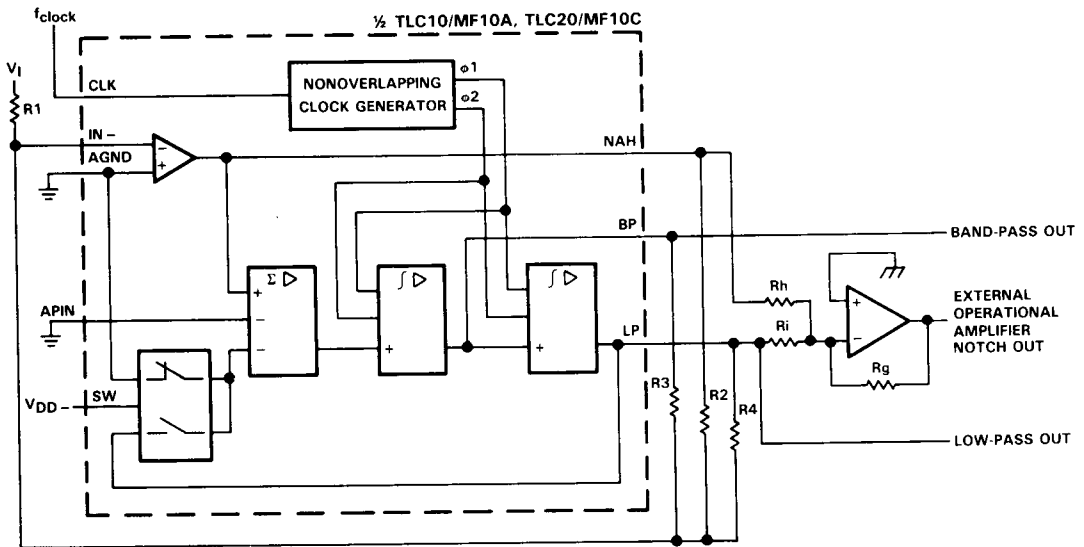 fclock
½ TLC10/MF10A, TLC20/MF10C
VI
R1
CLK
NONOVERLAPPING
CLOCK GENERATOR
φ1
φ2
IN –
AGND
–
+
NAH
BP
BAND-PASS OUT
Σ ▷
∫ ▷
∫ ▷
+
APIN
–
–
+
+
LP
SW
VDD –
Rh
Ri
+
–
Rg
EXTERNAL
OPERATIONAL
AMPLIFIER
NOTCH OUT
R3
R2
R4
LOW-PASS OUT